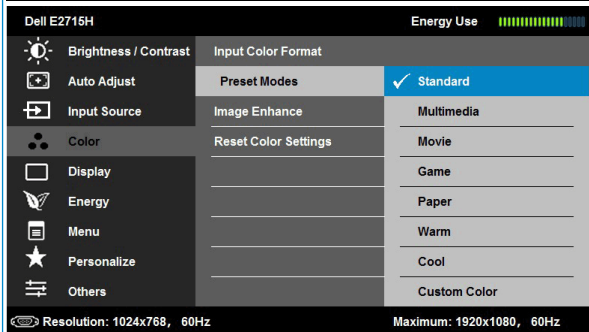 Dell E2715H Energy Use
Brightness / Contrast Input Color Format
Auto Adjust Preset Modes Standard
Input Source Image Enhance Multimedia
Color Reset Color Settings Movie
Display Game
Energy Paper
Menu Warm
Personalize Cool
Others Custom Color
Resolution: 1024x768, 60Hz Maximum: 1920x1080, 60Hz